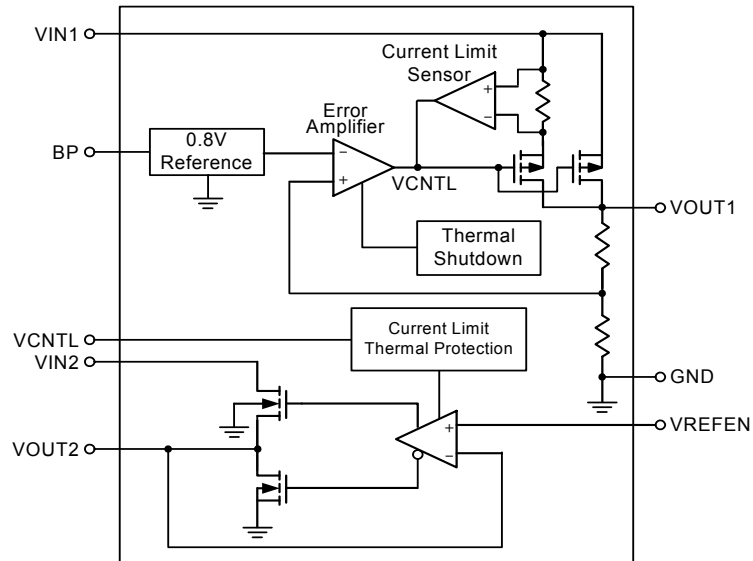 VIN1
Current Limit
Sensor
+
−
Error
Amplifier
BP
0.8V
Reference
−
+
VCNTL
VOUT1
Thermal
Shutdown
VCNTL
VIN2
Current Limit
Thermal Protection
GND
VREFEN
+
−
VOUT2